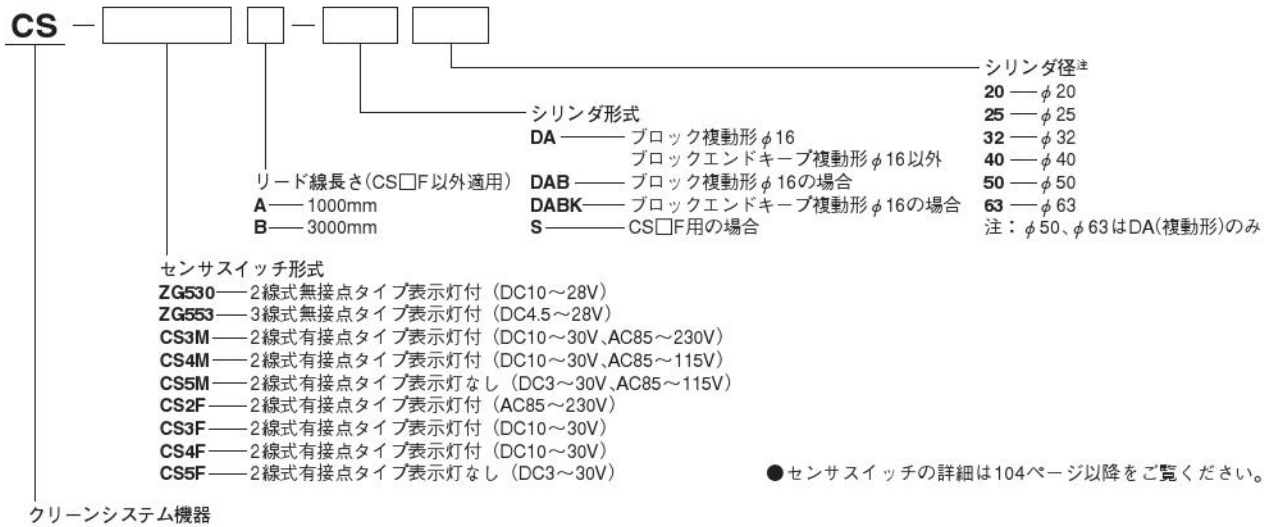 CS — —
シリンダ径注
20 — φ20
25 — φ25
32 — φ32
40 — φ40
50 — φ50
63 — φ63
注：φ50、φ63はDA(複動形)のみ
シリンダ形式
DA — ブロック複動形φ16
ブロックエンドキープ複動形φ16以外
DAB — ブロック複動形φ16の場合
DABK — ブロックエンドキープ複動形φ16の場合
S — CS□F用の場合
リード線長さ(CS□F以外適用)
A — 1000mm
B — 3000mm
センサスイッチ形式
ZG530 — 2線式無接点タイプ表示灯付（DC10～28V）
ZG553 — 3線式無接点タイプ表示灯付（DC4.5～28V）
CS3M — 2線式有接点タイプ表示灯付（DC10～30V、AC85～230V）
CS4M — 2線式有接点タイプ表示灯付（DC10～30V、AC85～115V）
CS5M — 2線式有接点タイプ表示灯なし（DC3～30V、AC85～115V）
CS2F — 2線式有接点タイプ表示灯付（AC85～230V）
CS3F — 2線式有接点タイプ表示灯付（DC10～30V）
CS4F — 2線式有接点タイプ表示灯付（DC10～30V）
CS5F — 2線式有接点タイプ表示灯なし（DC3～30V）
●センサスイッチの詳細は104ページ以降をご覧ください。
クリーンシステム機器